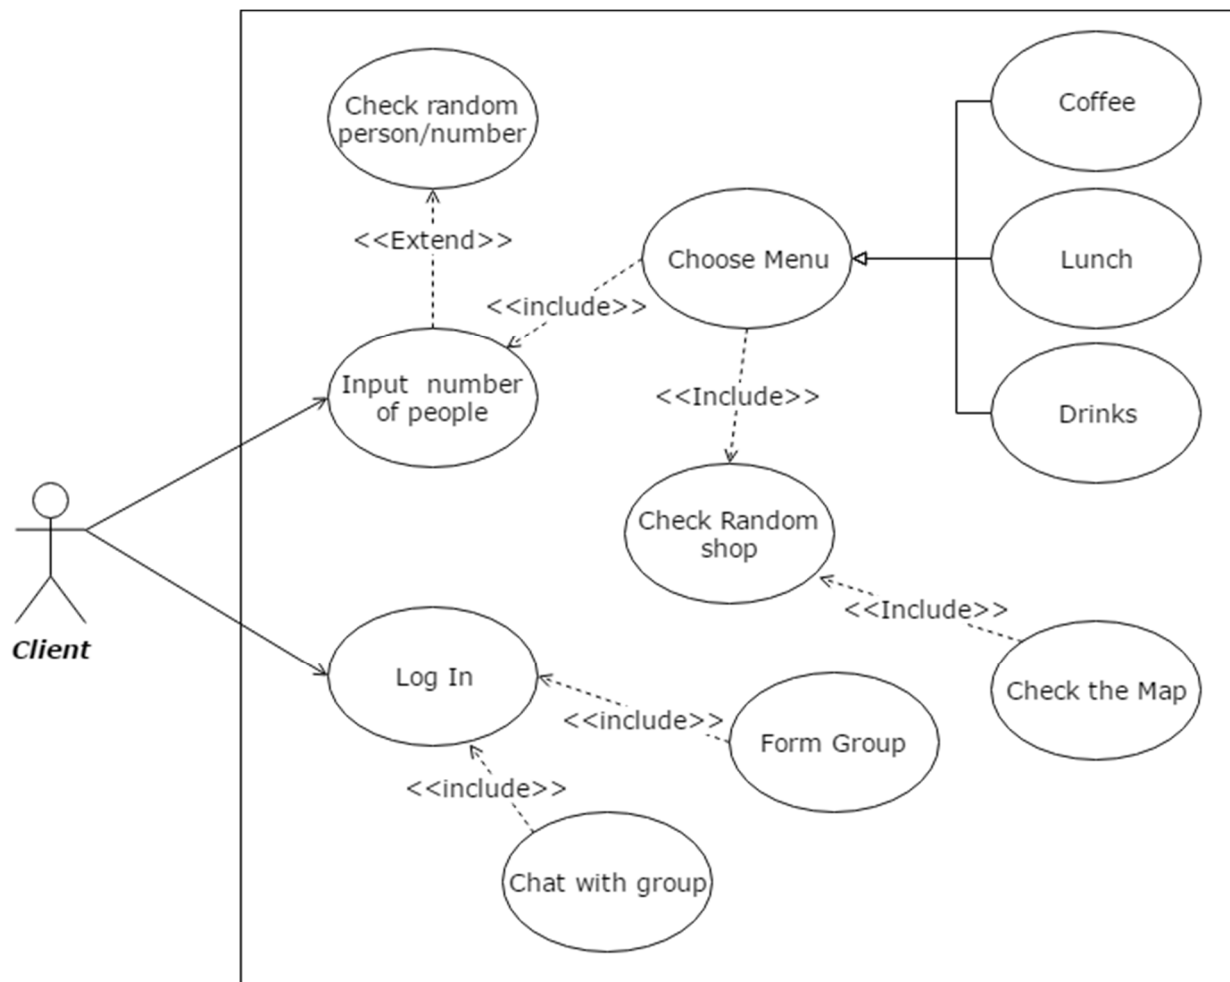 Check random
person/number
Coffee
<<Extend>>
Choose Menu
Lunch
<<include>>
Input number
of people
<<Include>>
Drinks
Check Random
shop
<<Include>>
Client
Log In
Check the Map
<<include>>
Form Group
<<include>>
Chat with group